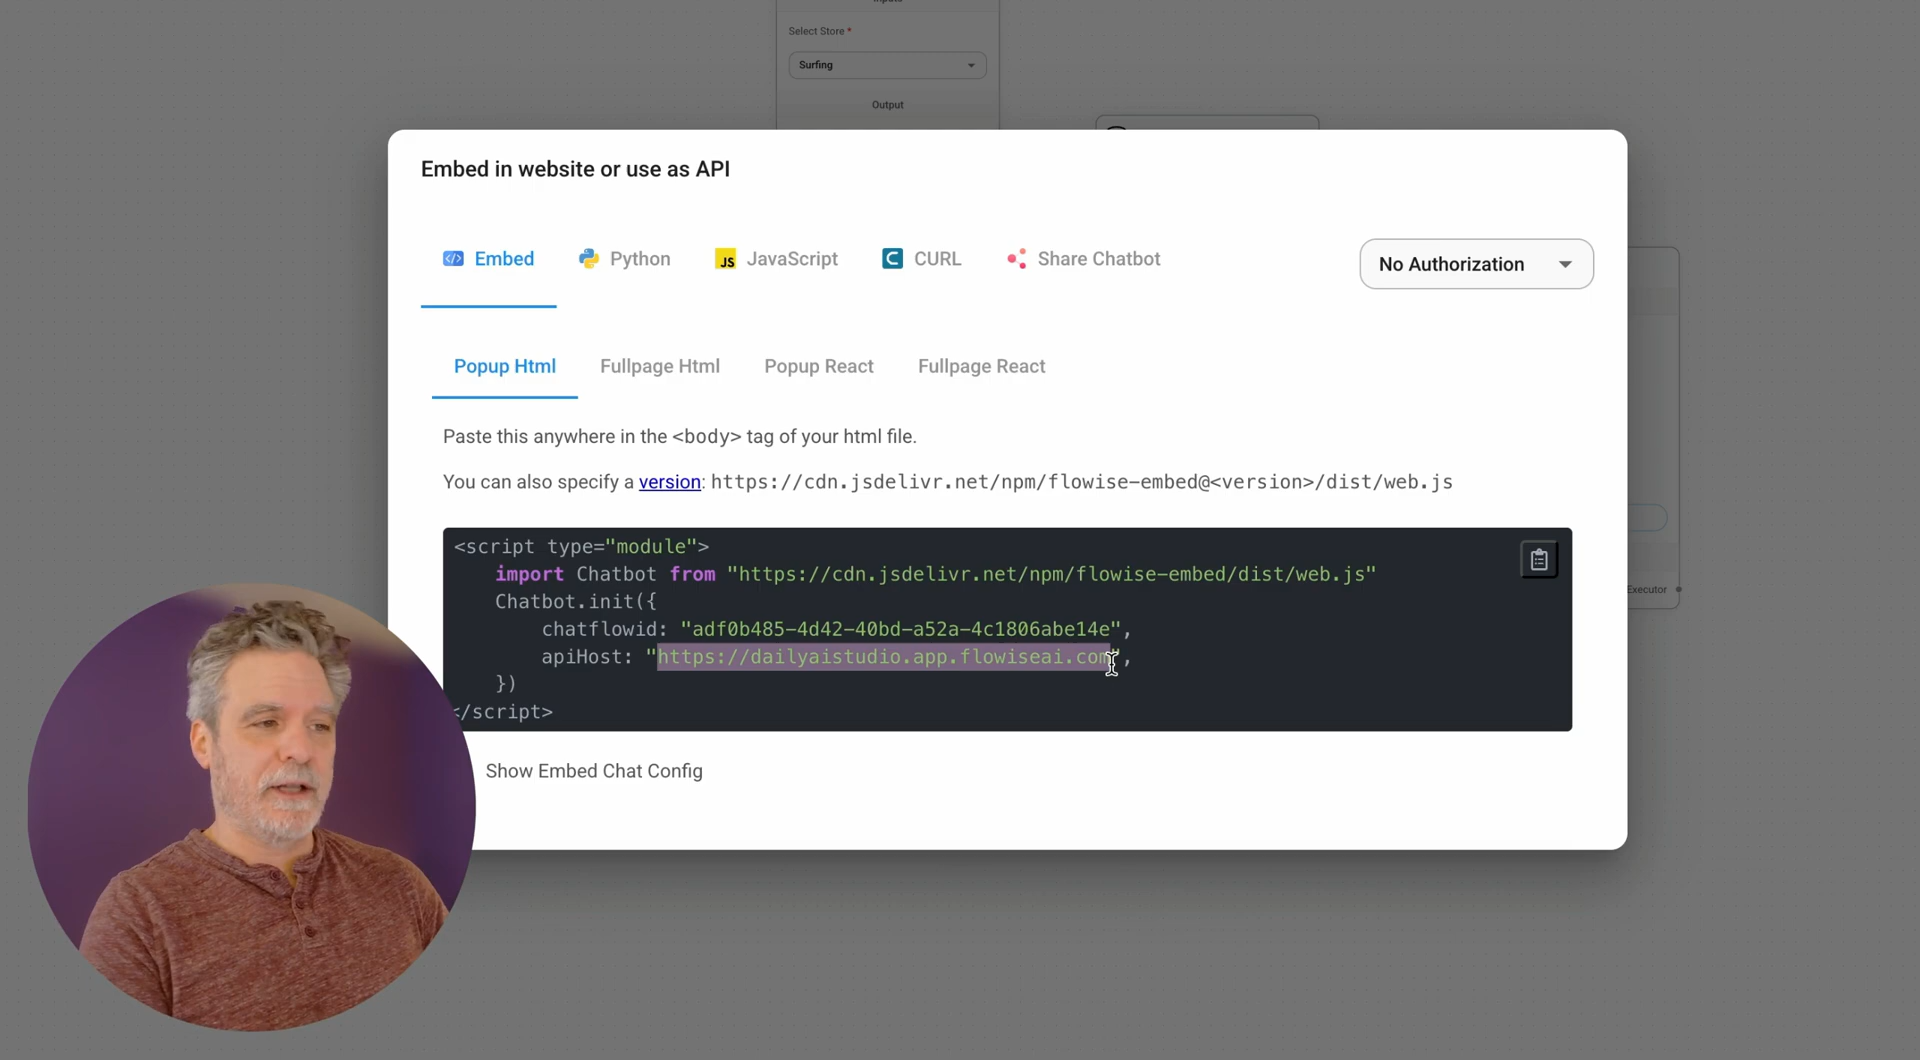 Select Store *
Surfing
Output
Embed in website or use as API
Embed
Python
JS JavaScript
C CURL
Share Chatbot
No Authorization
Popup Html
Fullpage Html
Popup React
Fullpage React
Paste this anywhere in the <body> tag of your html file.
You can also specify a version: https://cdn.jsdelivr.net/npm/flowise-embed@<version>/dist/web.js
<script type="module">
import Chatbot from "https://cdn.jsdelivr.net/npm/flowise-embed/dist/web.js"
Chatbot.init({
chatflowid: "adf0b485-4d42-40bd-a52a-4c1806abe14e",
apiHost: "https://dailyaistudio.app.flowiseai.com",
})
</script>
Executor
Show Embed Chat Config